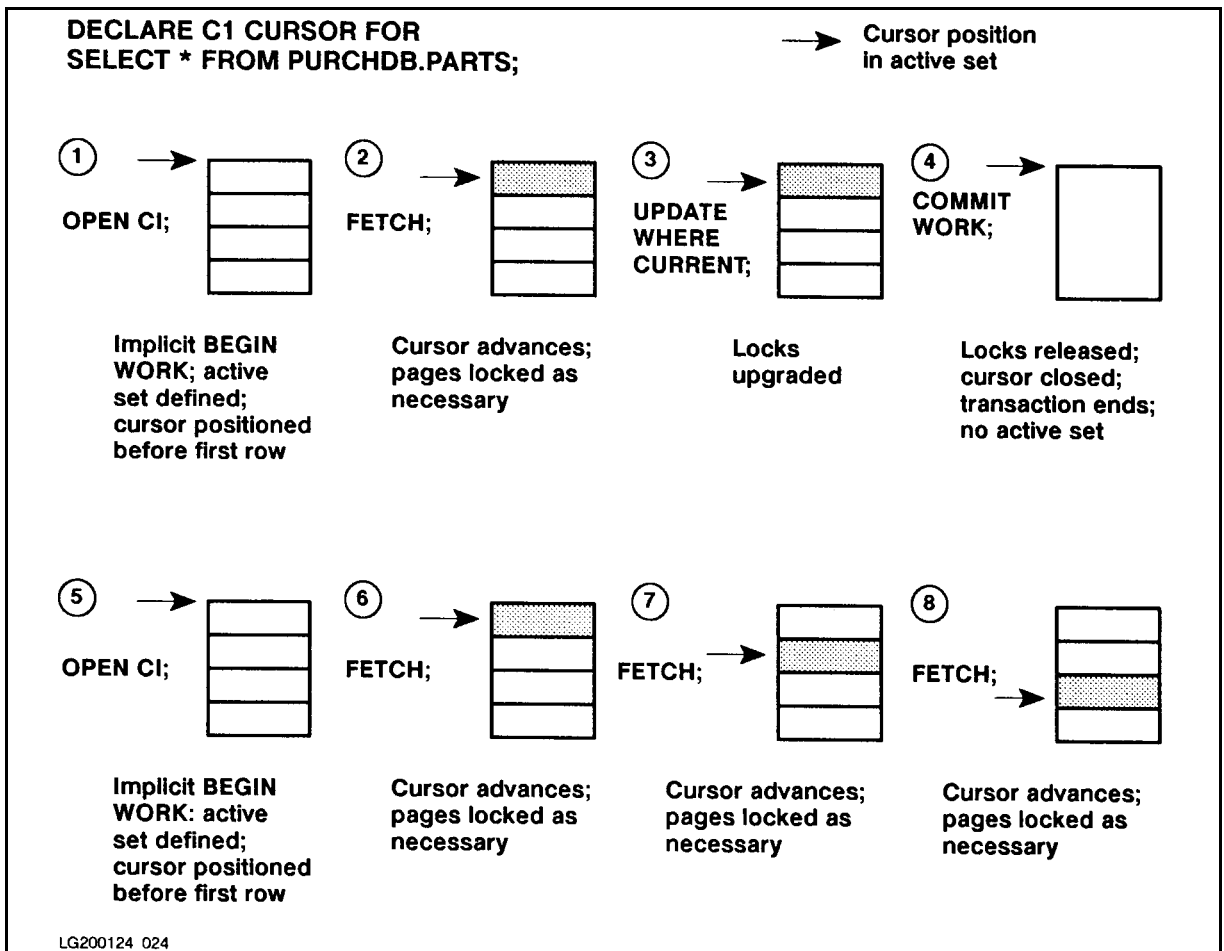 DECLARE C1 CURSOR FOR
SELECT * FROM PURCHDB.PARTS;
Cursor position
in active set
1
OPEN CI;
Implicit BEGIN
WORK; active
set defined;
cursor positioned
before first row
2
FETCH;
Cursor advances;
pages locked as
necessary
3
UPDATE
WHERE
CURRENT;
Locks
upgraded
4
COMMIT
WORK;
Locks released;
cursor closed;
transaction ends;
no active set
5
OPEN CI;
Implicit BEGIN
WORK: active
set defined;
cursor positioned
before first row
6
FETCH;
Cursor advances;
pages locked as
necessary
7
FETCH;
Cursor advances;
pages locked as
necessary
8
FETCH;
Cursor advances;
pages locked as
necessary
LG200124_024